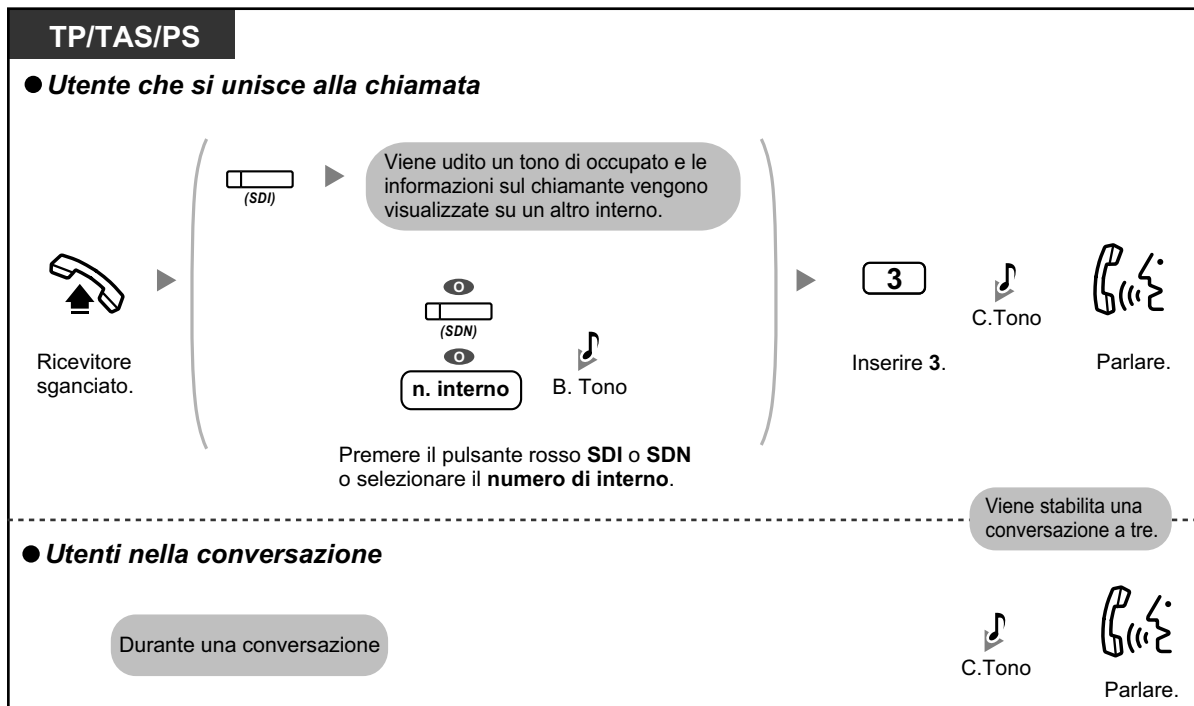 TP/TAS/PS
● Utente che si unisce alla chiamata
Viene udito un tono di occupato e le
informazioni sul chiamante vengono
visualizzate su un altro interno.
(SDI)
O
(SDN)
O
n. interno
B. Tono
Ricevitore
sganciato.
Premere il pulsante rosso SDI o SDN
o selezionare il numero di interno.
3
C.Tono
Inserire 3.
Parlare.
Viene stabilita una
conversazione a tre.
● Utenti nella conversazione
Durante una conversazione
C.Tono
Parlare.